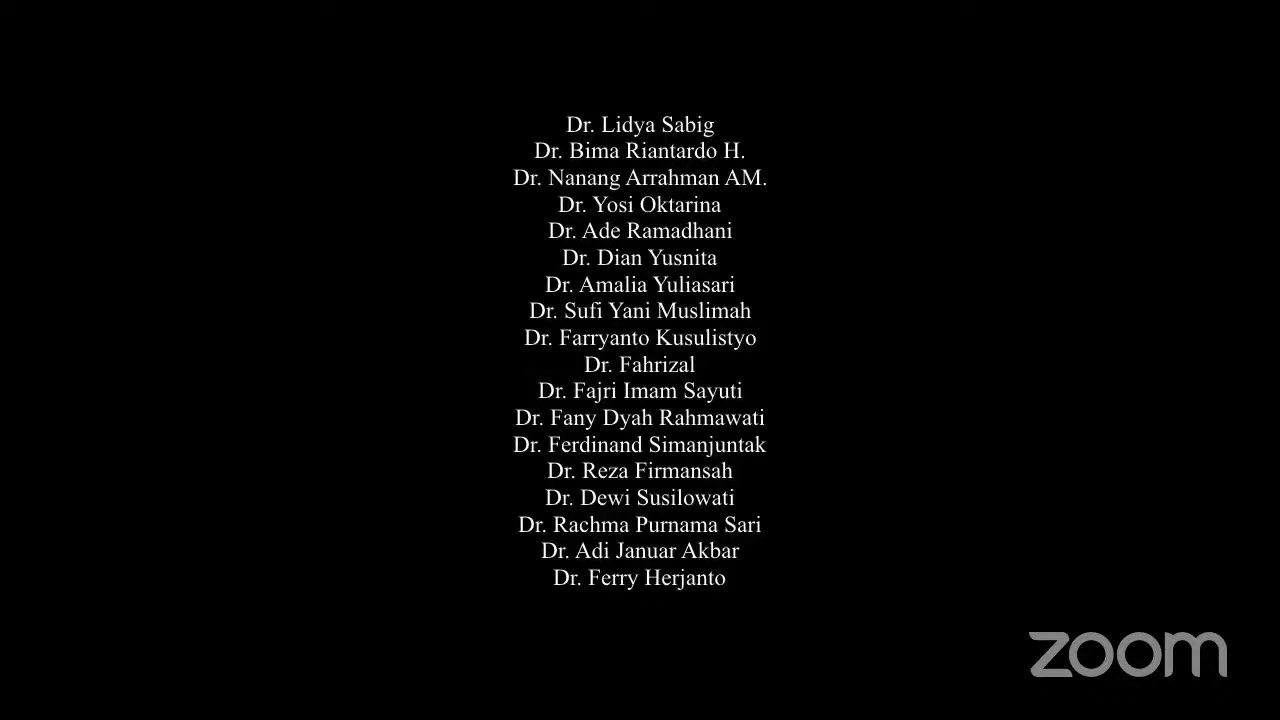 Dr. Lidya Sabig
Dr. Bima Riantardo H.
Dr. Nanang Arrahman AM.
Dr. Yosi Oktarina
Dr. Ade Ramadhani
Dr. Dian Yusnita
Dr. Amalia Yuliasari
Dr. Sufi Yani Muslimah
Dr. Farryanto Kusulistyo
Dr. Fahrizal
Dr. Fajri Imam Sayuti
Dr. Fany Dyah Rahmawati
Dr. Ferdinand Simanjuntak
Dr. Reza Firmansah
Dr. Dewi Susilowati
Dr. Rachma Purnama Sari
Dr. Adi Januar Akbar
Dr. Ferry Herjanto
zoom